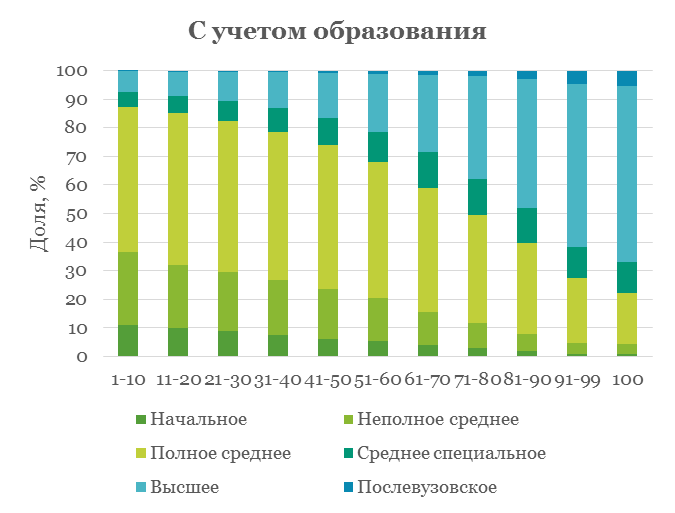 С учетом образования
Доля, %
100
90
80
70
60
50
40
30
20
10
0
1-10 11-20 21-30 31-40 41-50 51-60 61-70 71-80 81-90 91-99 100
Начальное Неполное среднее
Полное среднее Среднее специальное
Высшее Послевузовское